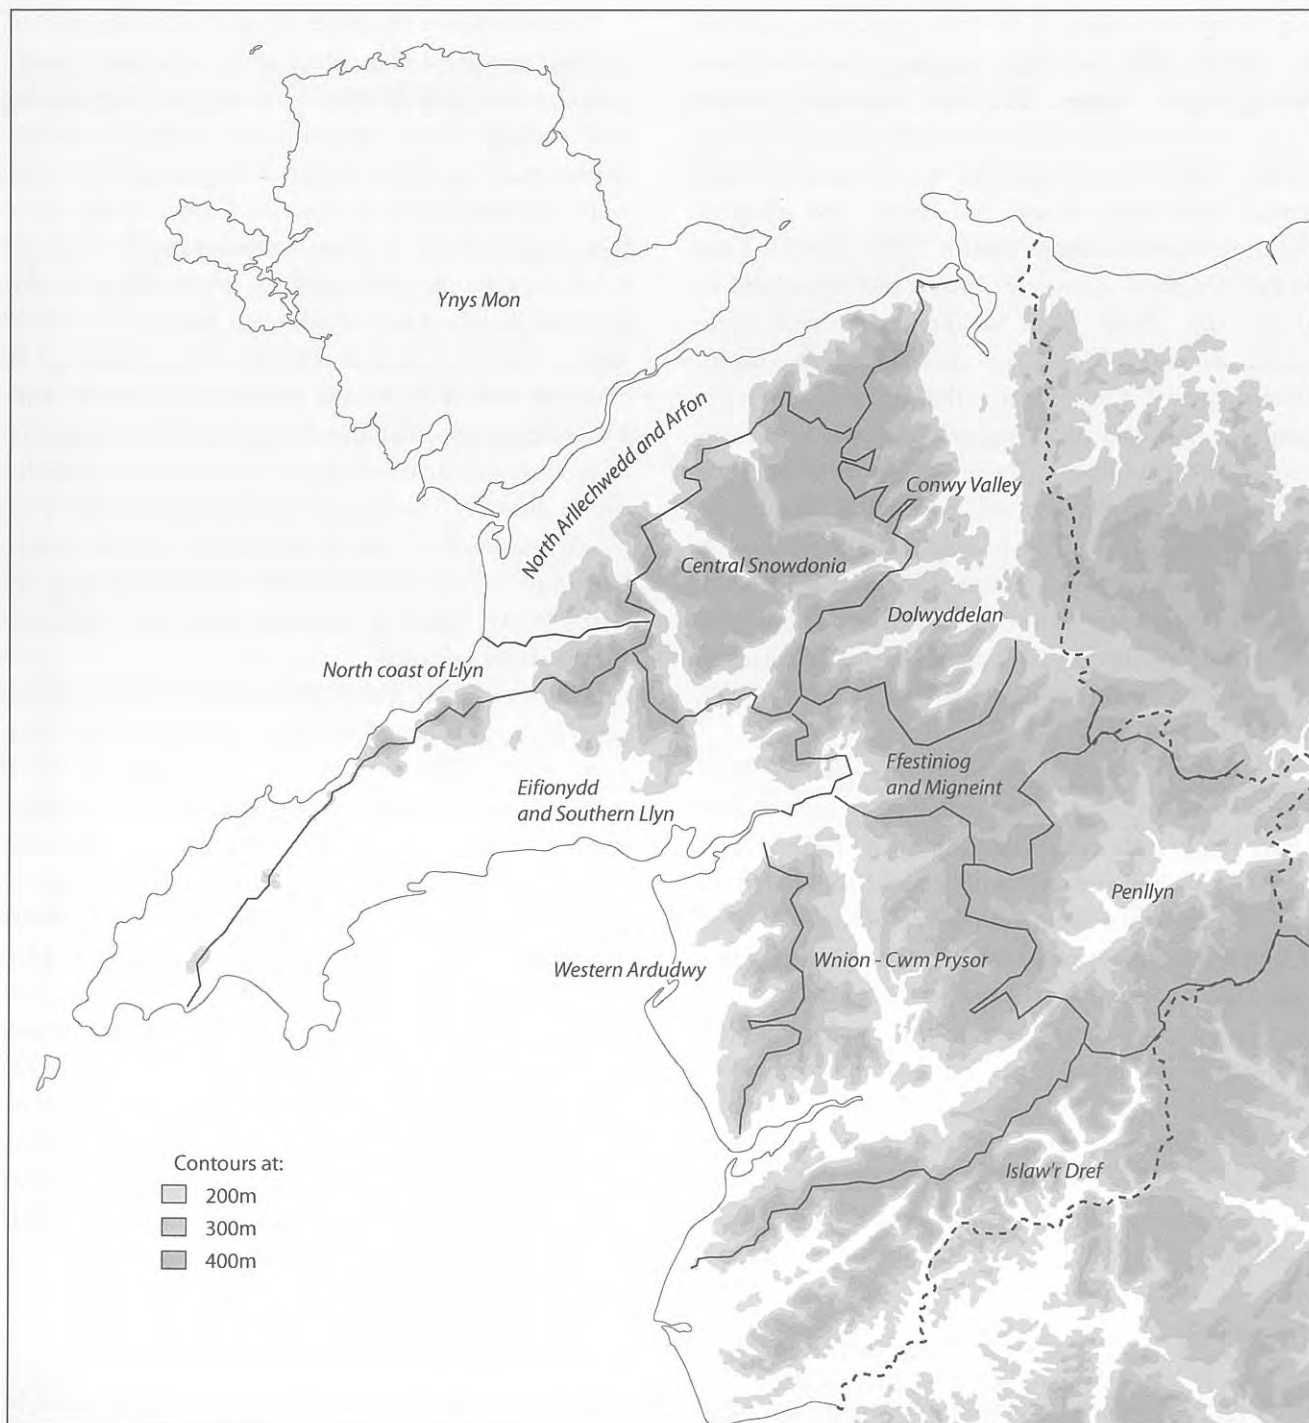 Ynys Mon
North Arllechwedd and Arfon
Conwy Valley
Central Snowdonia
Dolwyddelan
North coast of Llyn
Ffestiniog
and Migneint
Eifionydd
and Southern Llyn
Penllyn
Western Ardudwy
Wnion - Cwm Prysor
Islaw'r Dref
Contours at:
200m
300m
400m